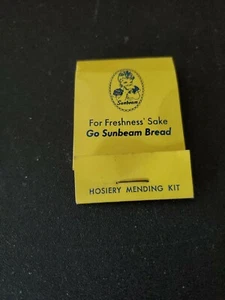 Sunbeam
For Freshness' Sake
Go Sunbeam Bread
HOSIERY MENDING KIT